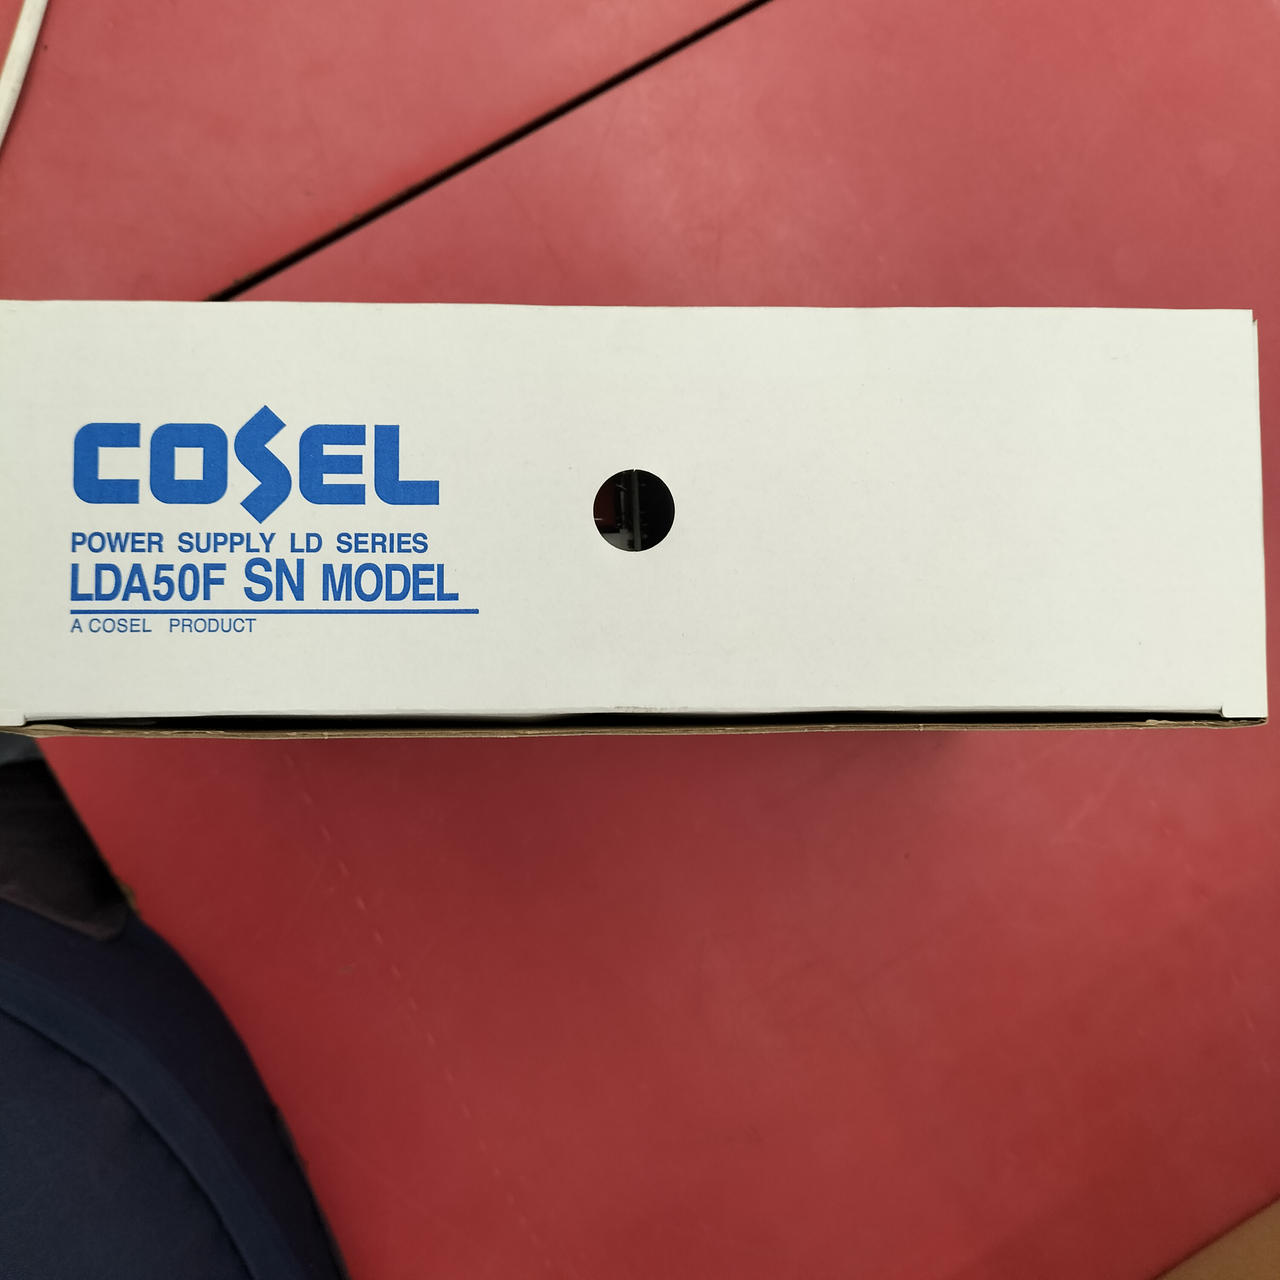 COSEL
POWER SUPPLY LD SERIES
LDA50F SN MODEL
A COSEL PRODUCT